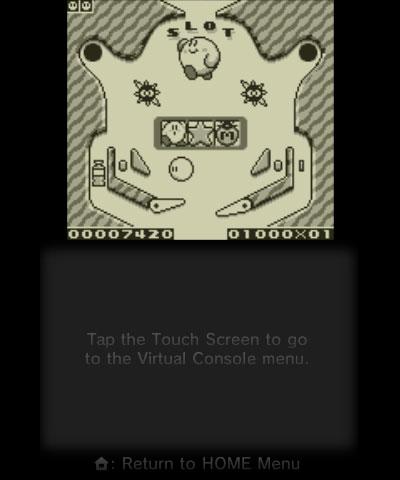 SLOT
M
00007420 01000×01
Tap the Touch Screen to go
to the Virtual Console menu.
: Return to HOME Menu